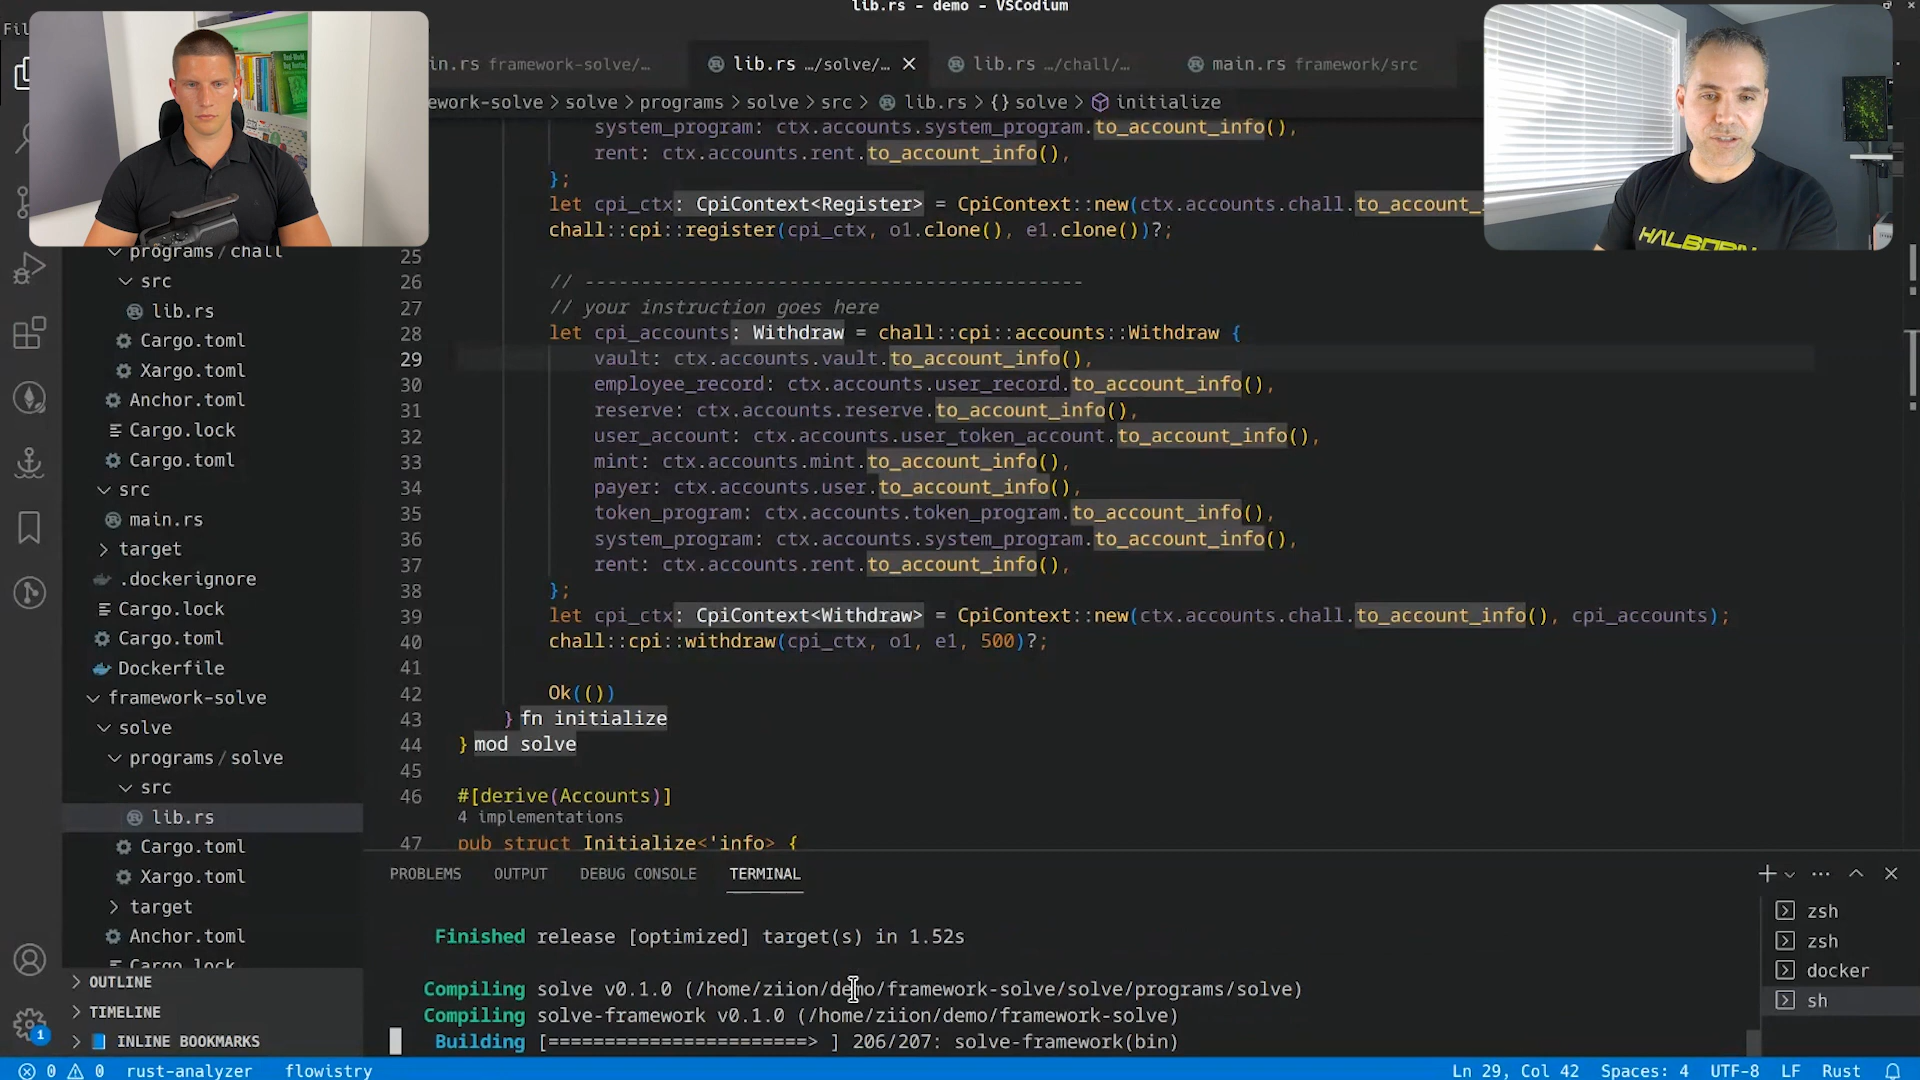 lib.rs - demo - VSCodium
Fil
in.rs framework-solve/…
lib.rs …/solve/…
lib.rs …/chall/…
main.rs framework/src
ework-solve > solve > programs > solve > src > lib.rs > {} solve > initialize
system_program: ctx.accounts.system_program.to_account_info(),
rent: ctx.accounts.rent.to_account_info(),
};
let cpi_ctx: CpiContext<Register> = CpiContext::new(ctx.accounts.chall.to_account_
chall::cpi::register(cpi_ctx, o1.clone(), e1.clone())?;
25
26 // --------------------------------------------
27 // your instruction goes here
28 let cpi_accounts: Withdraw = chall::cpi::accounts::Withdraw {
29 vault: ctx.accounts.vault.to_account_info(),
30 employee_record: ctx.accounts.user_record.to_account_info(),
31 reserve: ctx.accounts.reserve.to_account_info(),
32 user_account: ctx.accounts.user_token_account.to_account_info(),
33 mint: ctx.accounts.mint.to_account_info(),
34 payer: ctx.accounts.user.to_account_info(),
35 token_program: ctx.accounts.token_program.to_account_info(),
36 system_program: ctx.accounts.system_program.to_account_info(),
37 rent: ctx.accounts.rent.to_account_info(),
38 };
39 let cpi_ctx: CpiContext<Withdraw> = CpiContext::new(ctx.accounts.chall.to_account_info(), cpi_accounts);
40 chall::cpi::withdraw(cpi_ctx, o1, e1, 500)?;
41
42 Ok(())
43 } fn initialize
44 } mod solve
45
46 #[derive(Accounts)]
4 implementations
47 pub struct Initialize<'info> {
programs/chall
src
lib.rs
Cargo.toml
Xargo.toml
Anchor.toml
Cargo.lock
Cargo.toml
src
main.rs
target
.dockerignore
Cargo.lock
Cargo.toml
Dockerfile
framework-solve
solve
programs/solve
src
lib.rs
Cargo.toml
Xargo.toml
target
Anchor.toml
Cargo.lock
OUTLINE
TIMELINE
INLINE BOOKMARKS
HALBORN
PROBLEMS OUTPUT DEBUG CONSOLE TERMINAL
Finished release [optimized] target(s) in 1.52s
Compiling solve v0.1.0 (/home/ziion/demo/framework-solve/solve/programs/solve)
Compiling solve-framework v0.1.0 (/home/ziion/demo/framework-solve)
Building [=======================> ] 206/207: solve-framework(bin)
zsh
zsh
docker
sh
1
0 0 rust-analyzer flowistry
Ln 29, Col 42 Spaces: 4 UTF-8 LF Rust